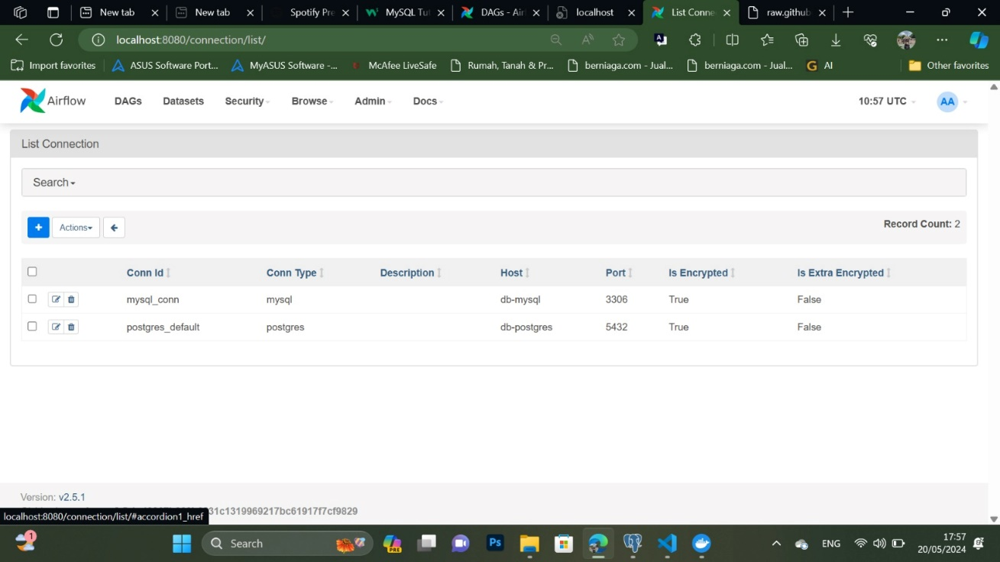 New tab
New tab
Spotify Pre
MySQL Tut
DAGs - Air
localhost
List Conne
raw.github
localhost:8080/connection/list/
Import favorites
ASUS Software Port...
MyASUS Software -...
McAfee LiveSafe
Rumah, Tanah & Pr...
berniaga.com - Jual...
berniaga.com - Jual...
G AI
Other favorites
Airflow
DAGs
Datasets
Security
Browse
Admin
Docs
10:57 UTC
AA
List Connection
Search
+ Actions
Record Count: 2
Conn Id Conn Type Description Host Port Is Encrypted Is Extra Encrypted
mysql_conn mysql db-mysql 3306 True False
postgres_default postgres db-postgres 5432 True False
Version: v2.5.1
31c1319969217bc61917f7cf9829
localhost:8080/connection/list/#accordion1_href
1
Search
PRE
Ps
ENG
17:57
20/05/2024